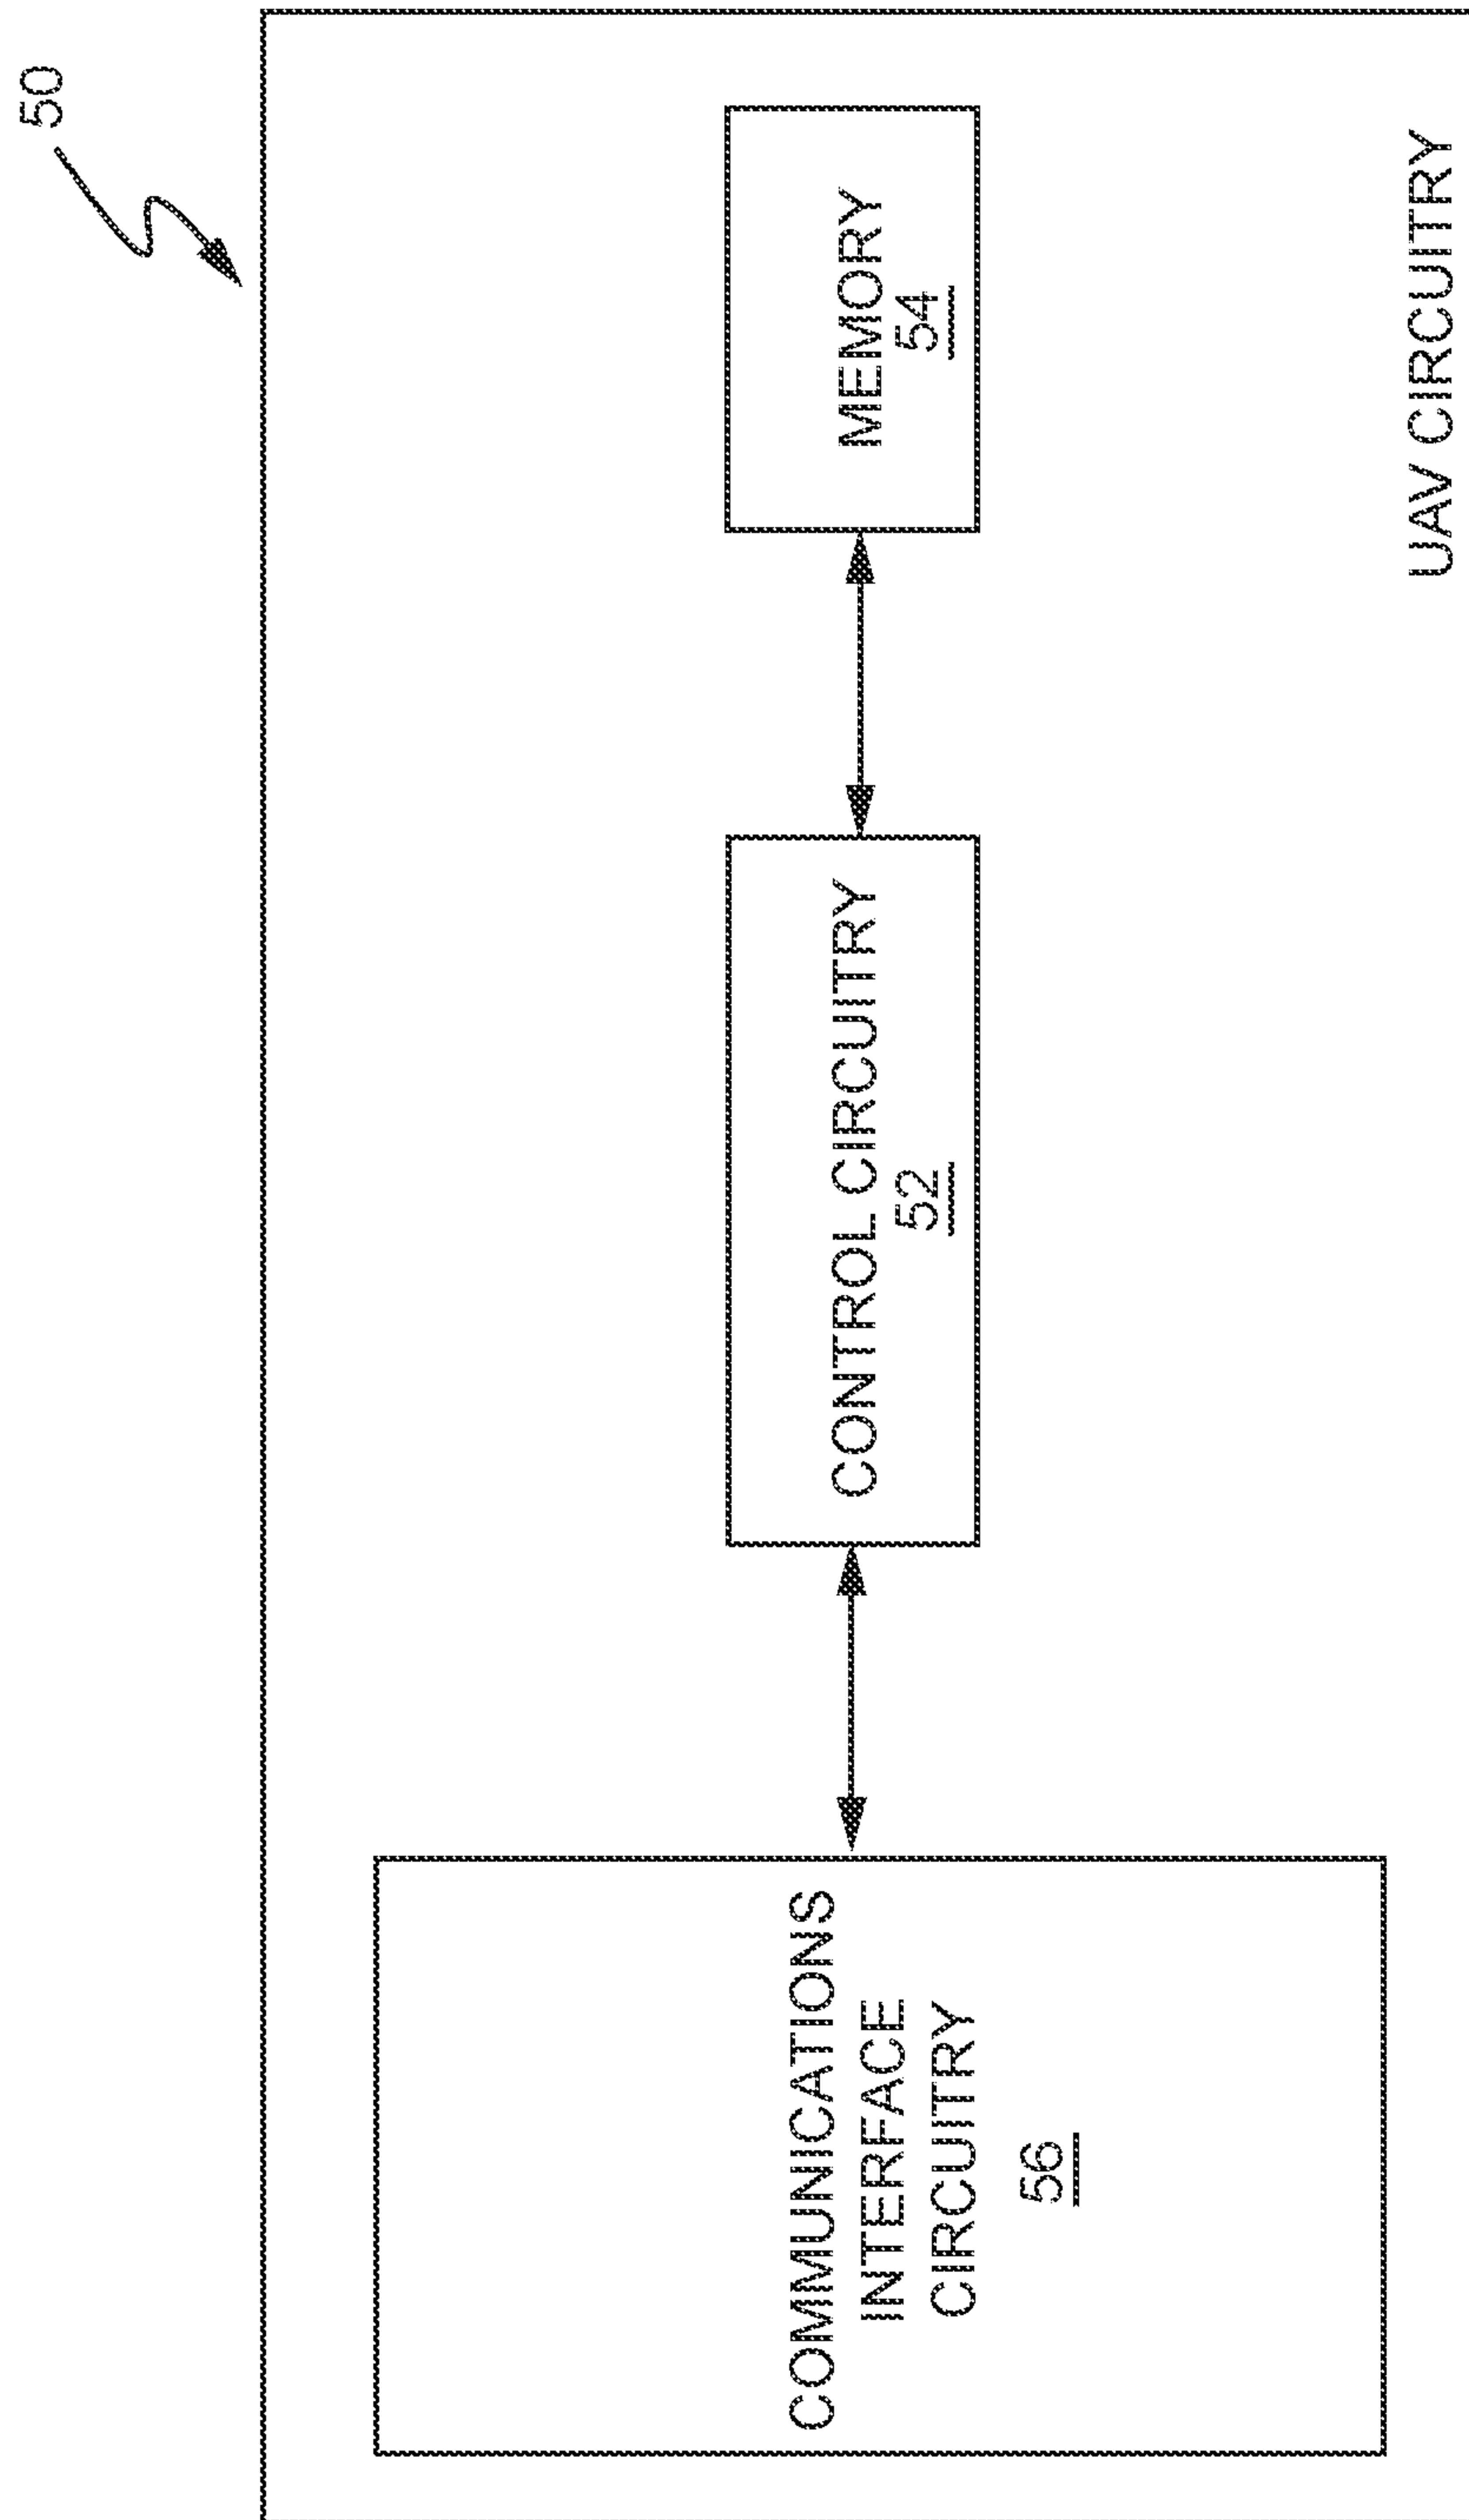 50
COMMUNICATIONS
INTERFACE
CIRCUITRY
56
CONTROL CIRCUITRY
52
MEMORY
54
UAV CIRCUITRY